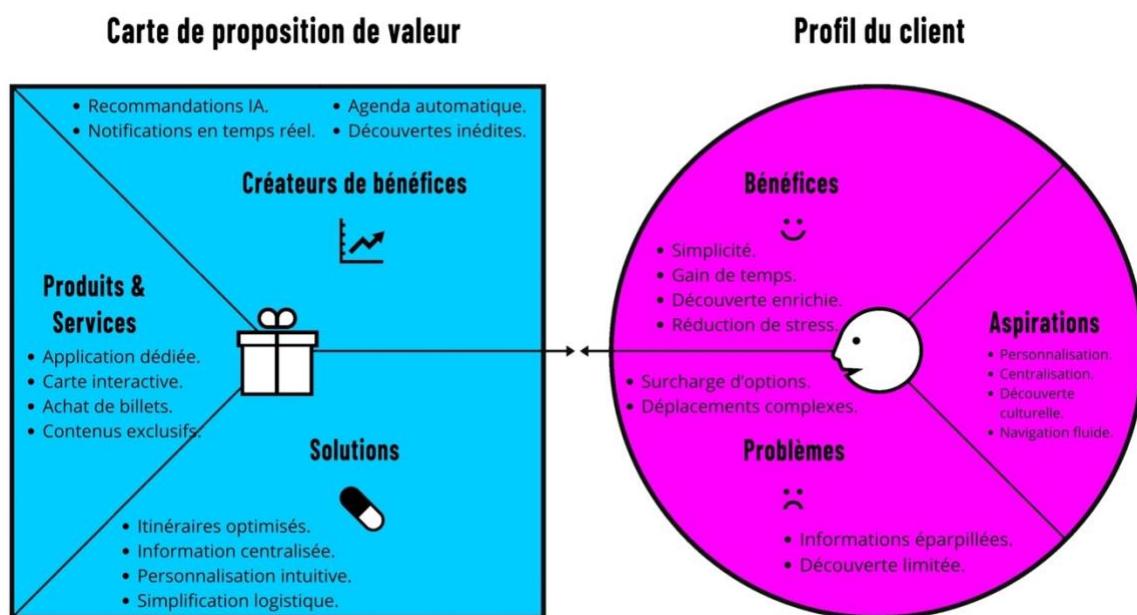 Carte de proposition de valeur
Profil du client
• Recommandations IA.
• Notifications en temps réel.
• Agenda automatique.
• Découvertes inédites.
Créateurs de bénéfices
Produits &
Services
• Application dédiée.
• Carte interactive.
• Achat de billets.
• Contenus exclusifs.
Solutions
• Itinéraires optimisés.
• Information centralisée.
• Personnalisation intuitive.
• Simplification logistique.
Bénéfices
• Simplicité.
• Gain de temps.
• Découverte enrichie.
• Réduction de stress.
Aspirations
• Personnalisation.
• Centralisation.
• Découverte
culturelle.
• Navigation fluide.
• Surcharge d'options.
• Déplacements complexes.
Problèmes
• Informations éparpillées.
• Découverte limitée.